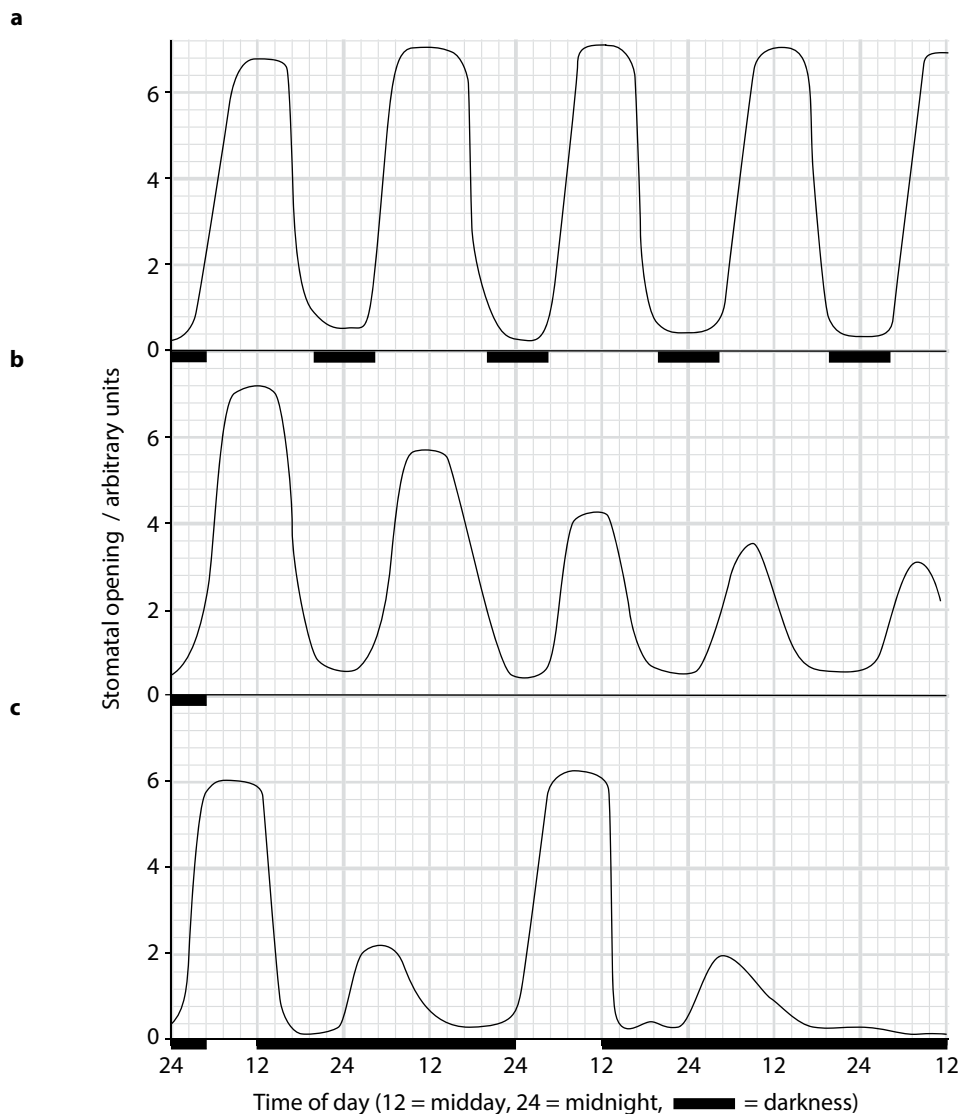 a
6
4
2
0
b
6
4
2
0
c
6
4
2
0
Stomatal opening / arbitrary units
24 12 24 12 24 12 24 12 24 12
Time of day (12 = midday, 24 = midnight, = darkness)